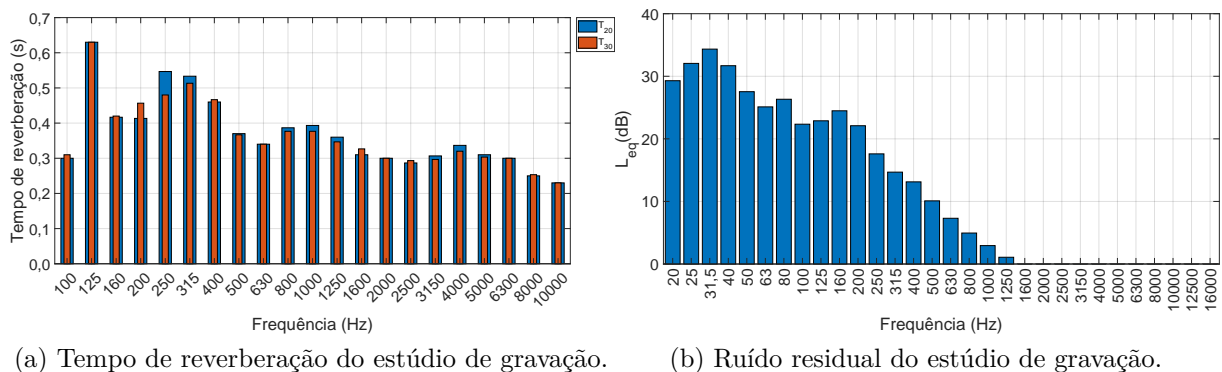 0,7
0,6
0,5
0,4
0,3
0,2
0,1
0,0
Tempo de reverberação (s)
T20
T30
100 125 160 200 250 315 400 500 630 800 1000 1250 1600 2000 2500 3150 4000 5000 6300 8000 10000
Frequência (Hz)
(a) Tempo de reverberação do estúdio de gravação.
40
30
20
10
0
Leq(dB)
20 25 31,5 40 50 63 80 100 125 160 200 250 315 400 500 630 800 1000 1250 1600 2000 2500 3150 4000 5000 6300 8000 10000 12500 16000
Frequência (Hz)
(b) Ruído residual do estúdio de gravação.